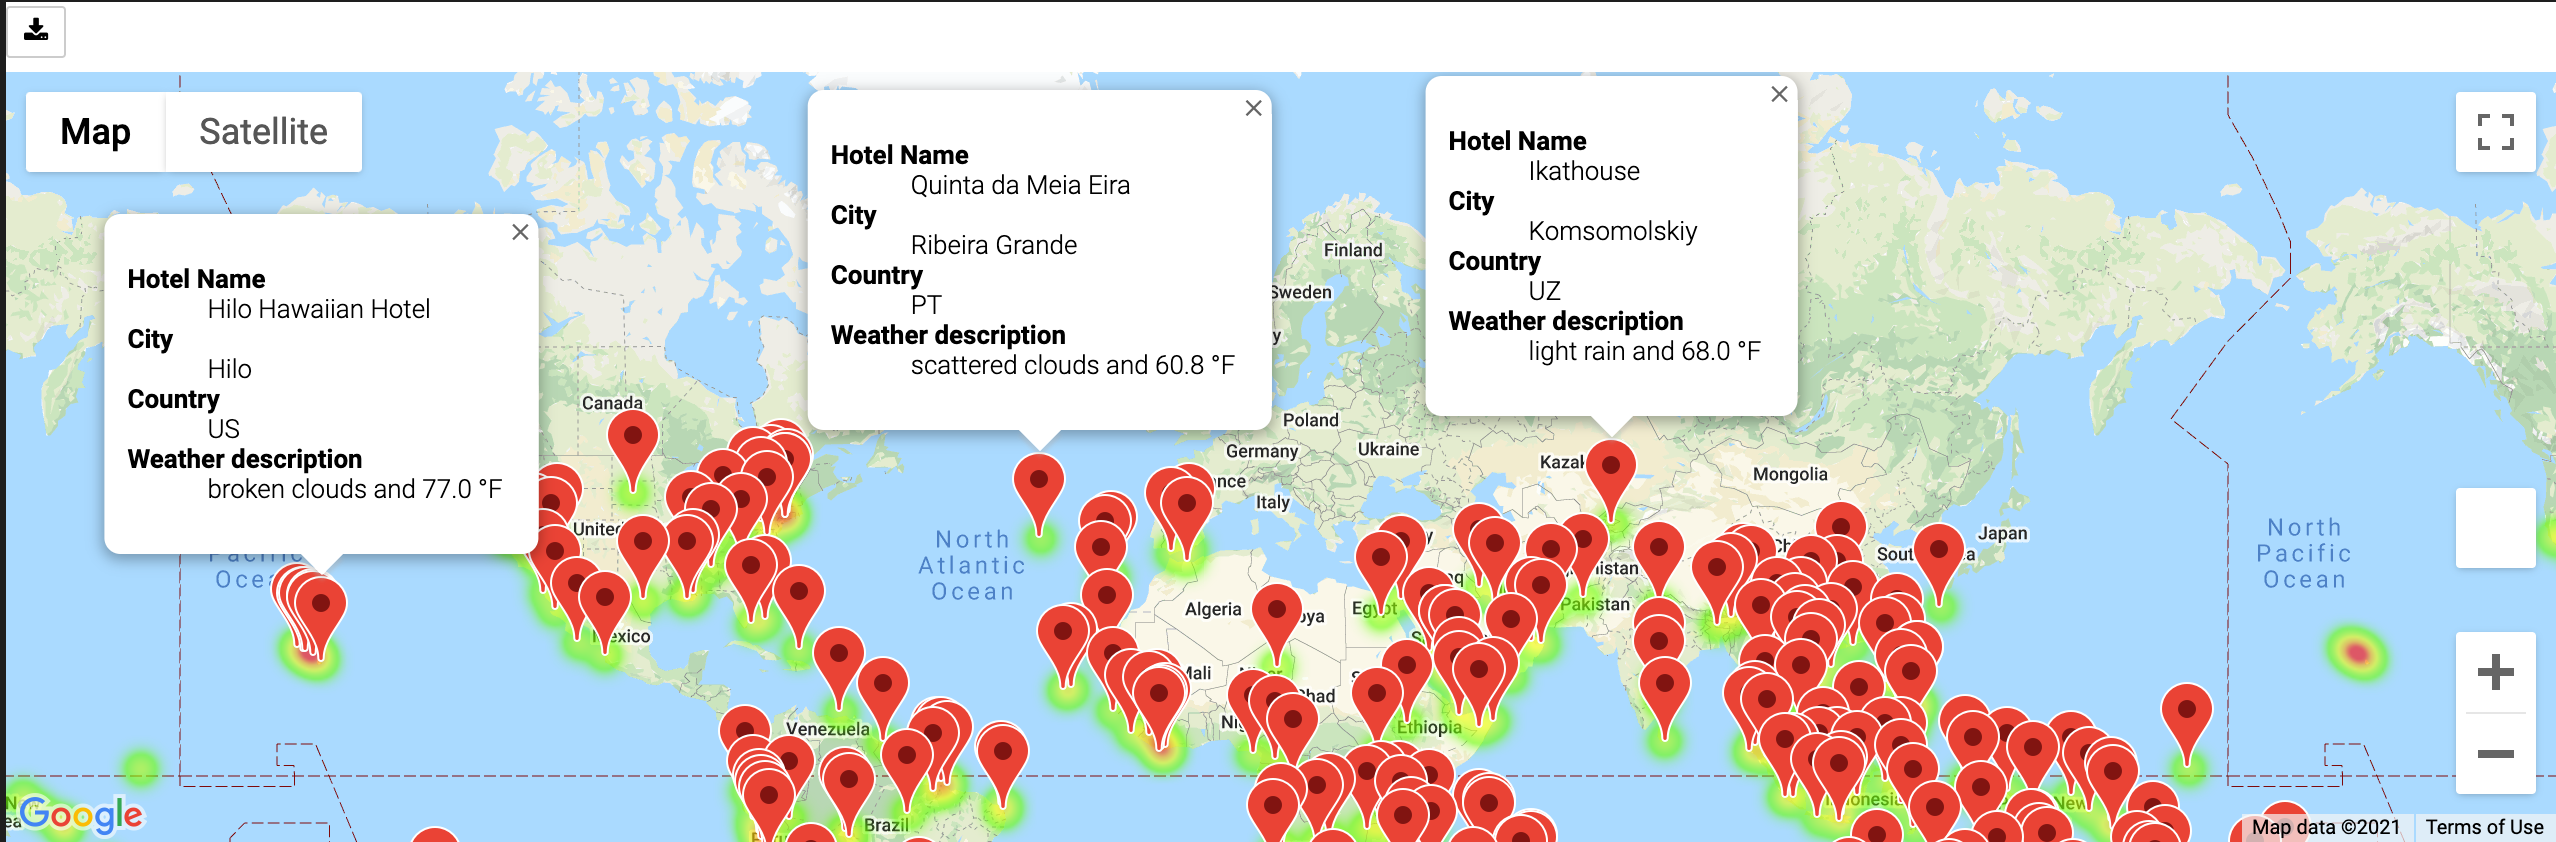 Map
Satellite
Hotel Name
Hilo Hawaiian Hotel
City
Hilo
Country
US
Weather description
broken clouds and 77.0 °F
Hotel Name
Quinta da Meia Eira
City
Ribeira Grande
Country
PT
Weather description
scattered clouds and 60.8 °F
Hotel Name
Ikathouse
City
Komsomolskiy
Country
UZ
Weather description
light rain and 68.0 °F
Finland
Sweden
Canada
Poland
Germany
Ukraine
Italy
Mongolia
Japan
North
Atlantic
Ocean
North
Pacific
Ocean
Pacific
Algeria
Egypt
Pakistan
Mexico
Mali
Venezuela
Ethiopia
Brazil
New
Google
Map data ©2021
Terms of Use